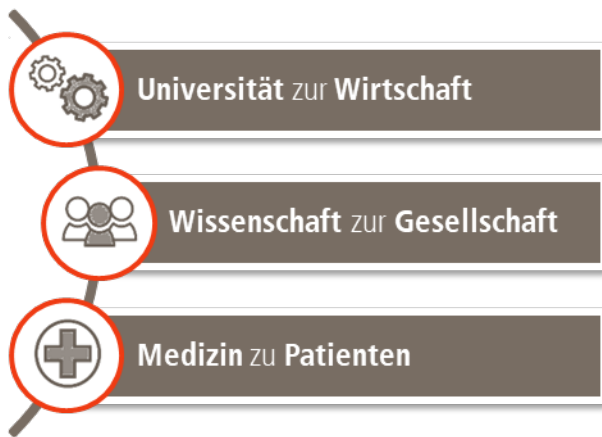 Universität zur Wirtschaft
Wissenschaft zur Gesellschaft
Medizin zu Patienten